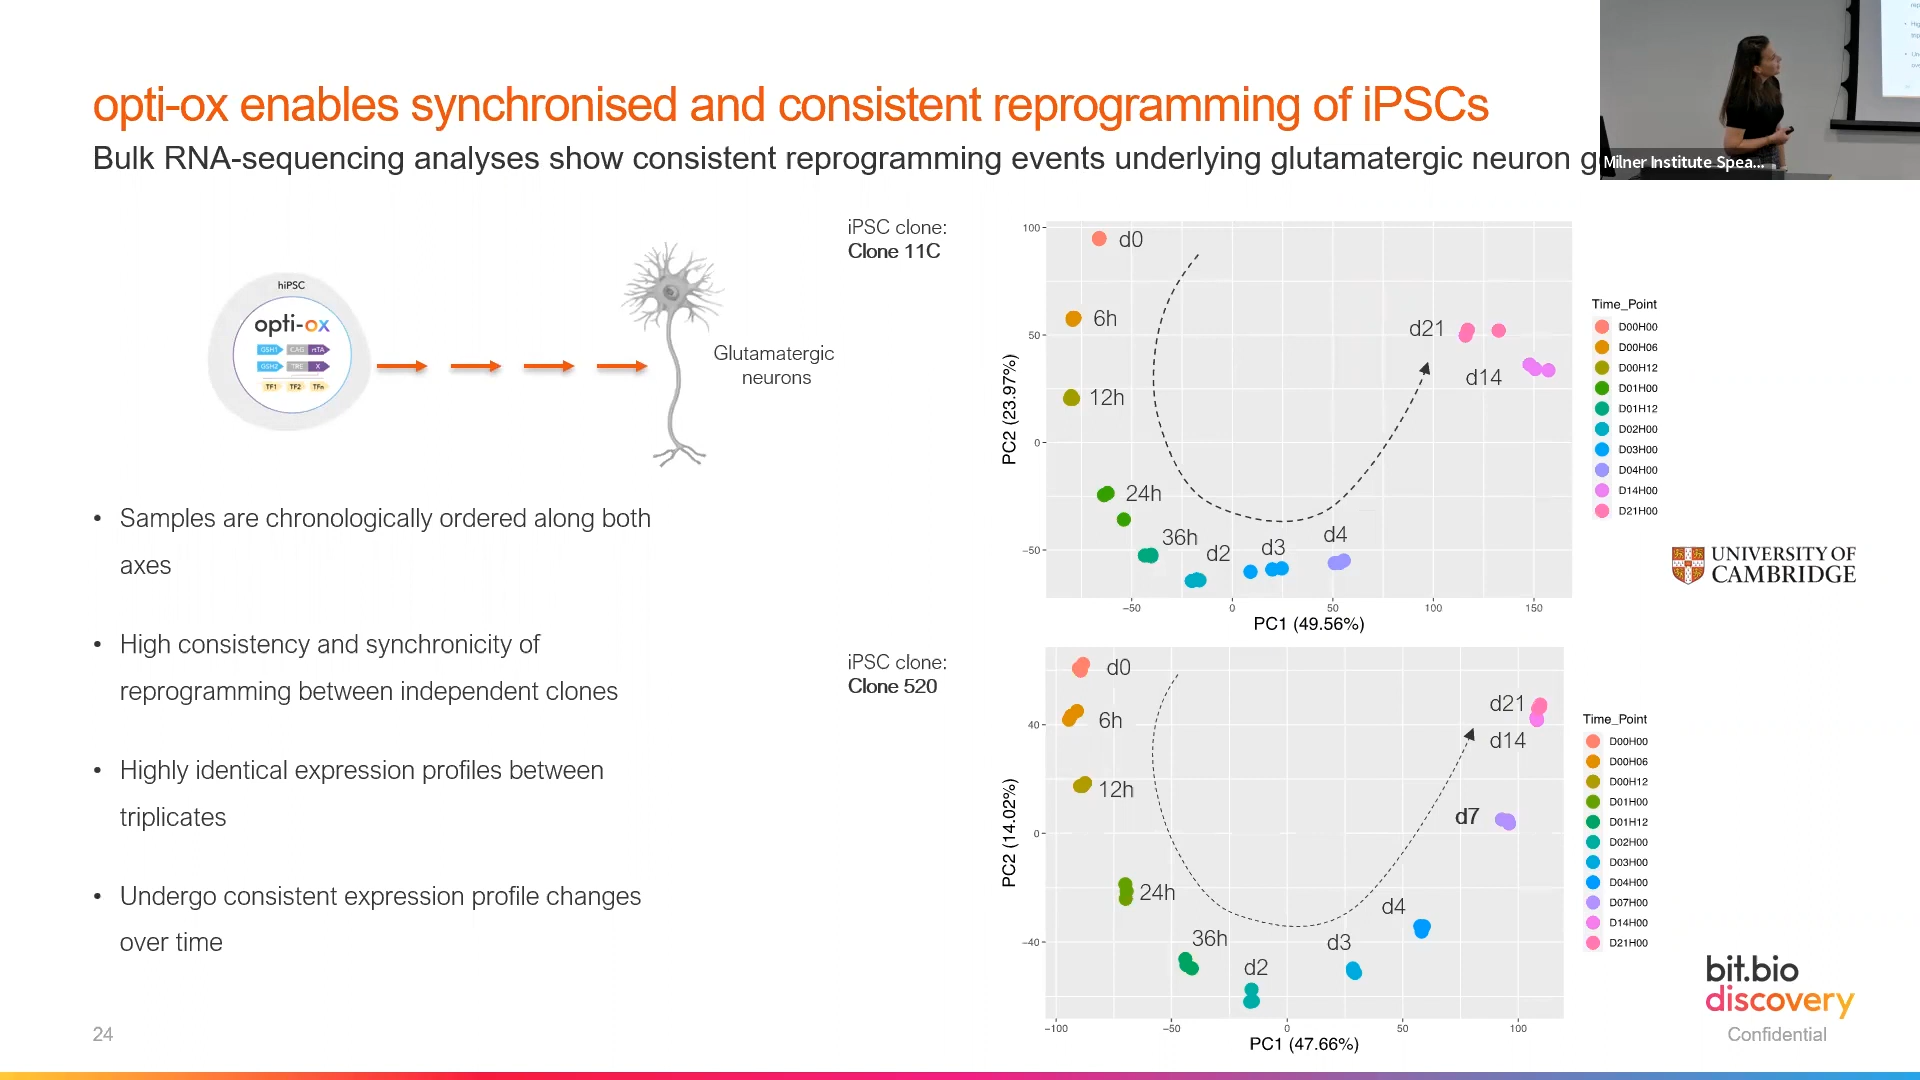 opti-ox enables synchronised and consistent reprogramming of iPSCs
Bulk RNA-sequencing analyses show consistent reprogramming events underlying glutamatergic neuron g
Milner Institute Spea...
hiPSC
opti-ox
GSH1 CAG rtTA
GSH2 TRE X
TF1 TF2 TFn
Glutamatergic
neurons
• Samples are chronologically ordered along both
axes
• High consistency and synchronicity of
reprogramming between independent clones
• Highly identical expression profiles between
triplicates
• Undergo consistent expression profile changes
over time
iPSC clone:
Clone 11C
PC2 (23.97%)
100
50
0
−50
d0
6h
12h
24h
36h
d2
d3
d4
d21
d14
−50 0 50 100 150
PC1 (49.56%)
Time_Point
D00H00
D00H06
D00H12
D01H00
D01H12
D02H00
D03H00
D04H00
D14H00
D21H00
UNIVERSITY OF
CAMBRIDGE
iPSC clone:
Clone 520
PC2 (14.02%)
40
0
−40
d0
6h
12h
24h
36h
d2
d3
d4
d7
d21
d14
−100 −50 0 50 100
PC1 (47.66%)
Time_Point
D00H00
D00H06
D00H12
D01H00
D01H12
D02H00
D03H00
D04H00
D07H00
D14H00
D21H00
bit.bio
discovery
Confidential
24